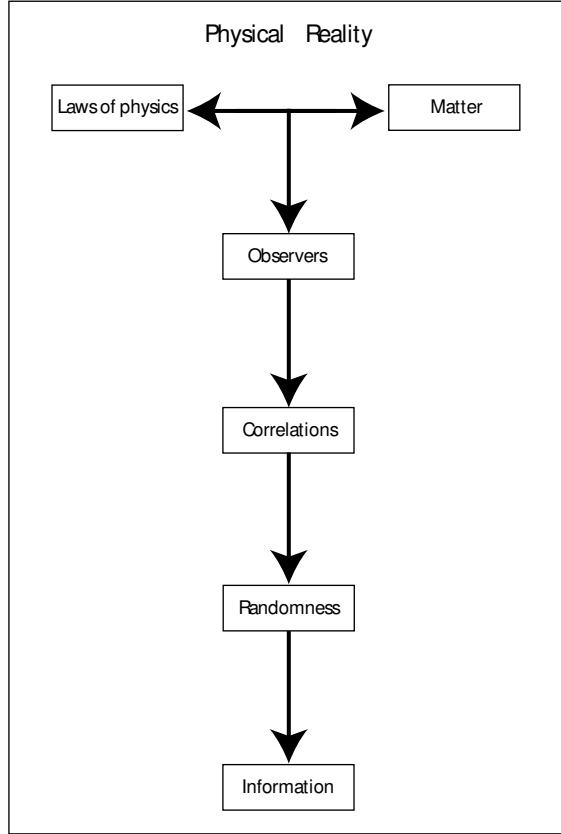 Physical Reality
Laws of physics
Matter
Observers
Correlations
Randomness
Information